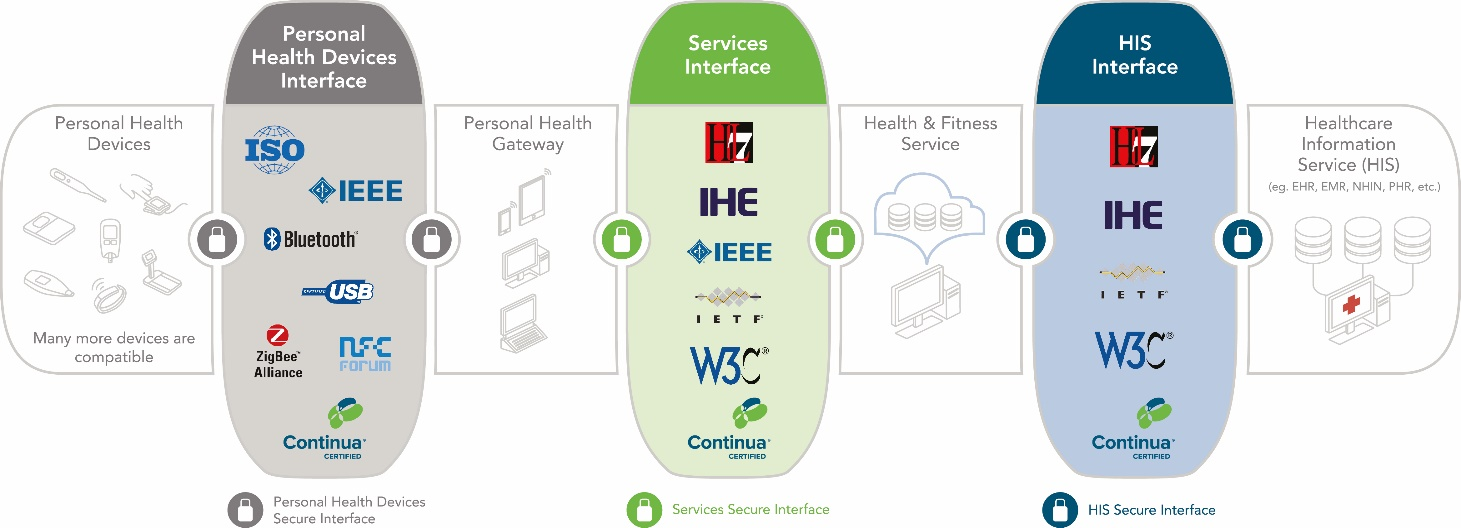 Personal
Health Devices
Interface
Services
Interface
HIS
Interface
Personal Health
Devices
Many more devices are
compatible
ISO
IEEE
Bluetooth®
CERTIFIED USB
ZigBee™
Alliance
NFC
FORUM
Continua®
CERTIFIED
Personal Health
Gateway
HL7
IHE
IEEE
IETF®
W3C®
Continua®
CERTIFIED
Health & Fitness
Service
HL7
IHE
IETF®
W3C®
Continua®
CERTIFIED
Healthcare
Information
Service (HIS)
(eg. EHR, EMR, NHIN, PHR, etc.)
Personal Health Devices
Secure Interface
Services Secure Interface
HIS Secure Interface